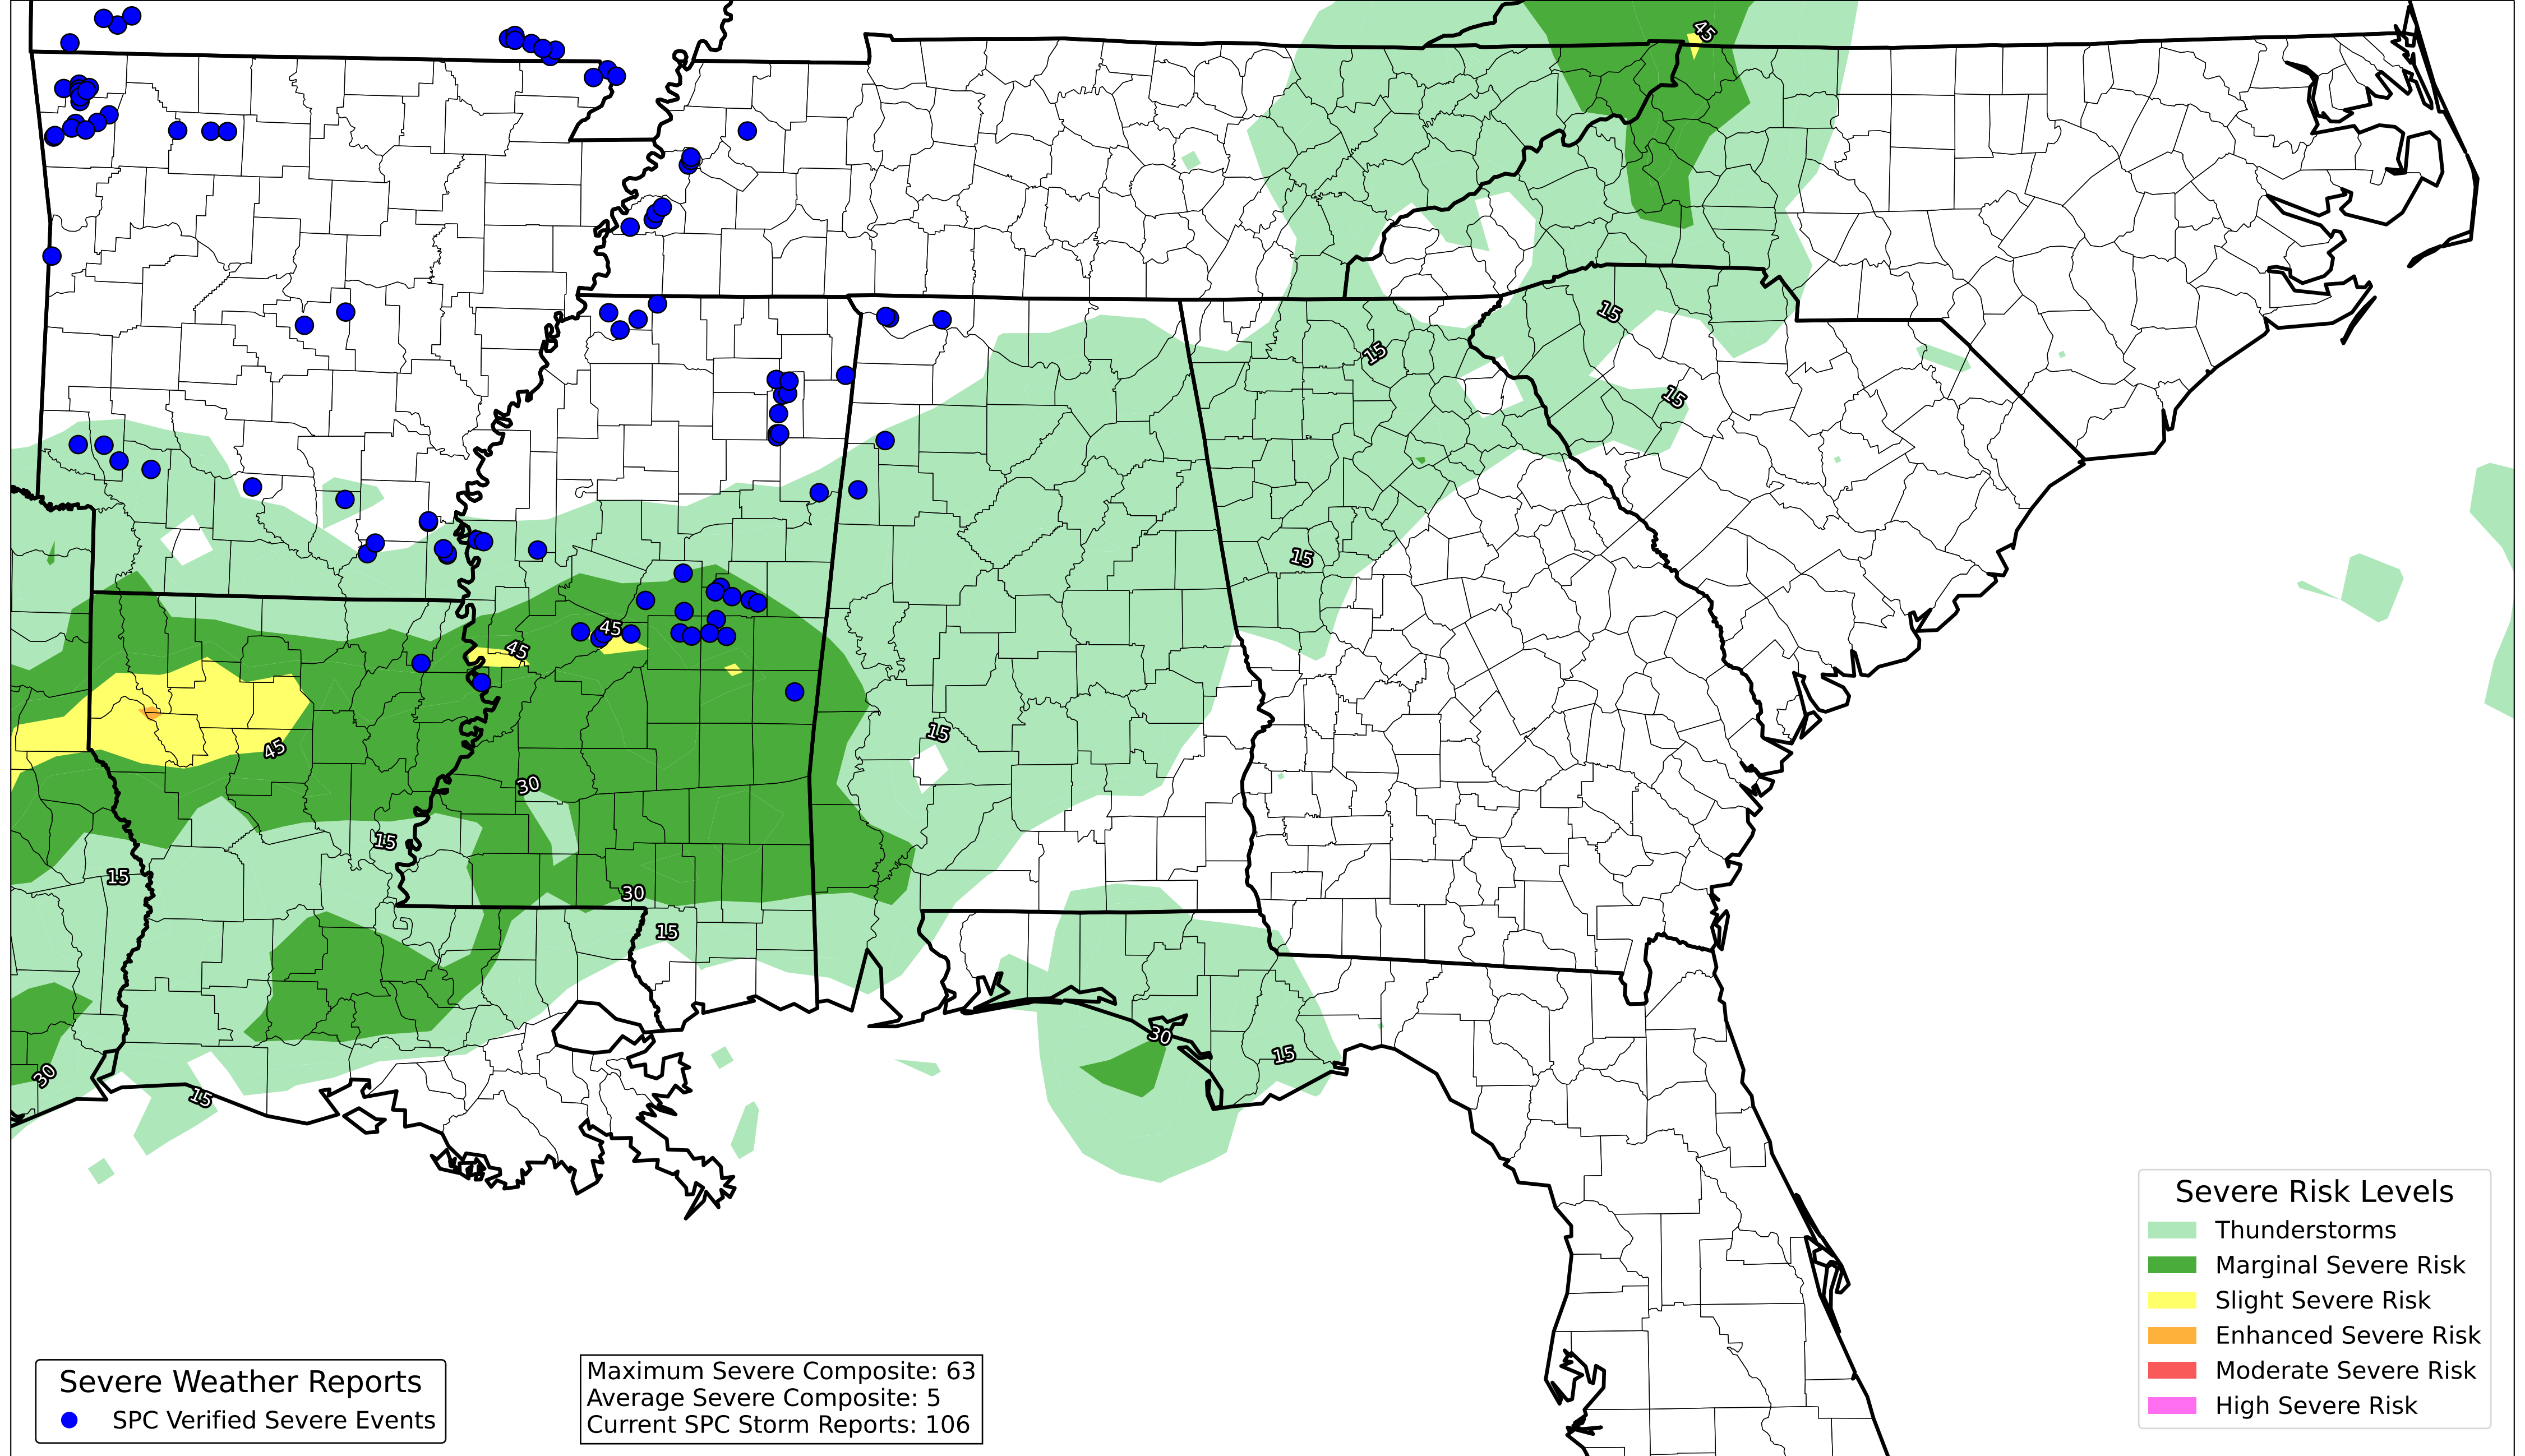 45
15
15
15
15
45
45
15
45
30
15
15
30
15
30
15
30
15
Severe Risk Levels
Thunderstorms
Marginal Severe Risk
Slight Severe Risk
Enhanced Severe Risk
Moderate Severe Risk
High Severe Risk
Severe Weather Reports
SPC Verified Severe Events
Maximum Severe Composite: 63
Average Severe Composite: 5
Current SPC Storm Reports: 106